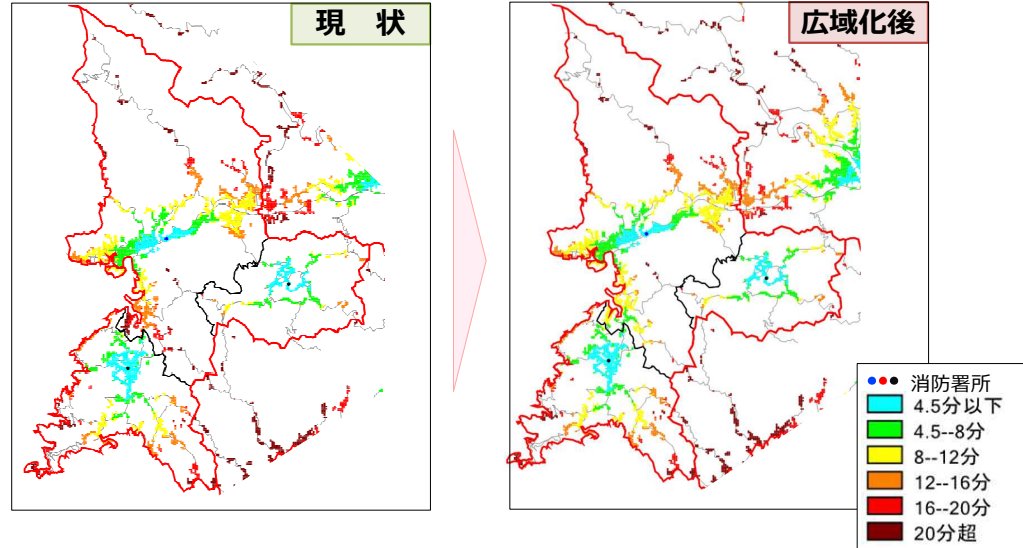 現　状
広域化後
消防署所
4.5分以下
4.5--8分
8--12分
12--16分
16--20分
20分超